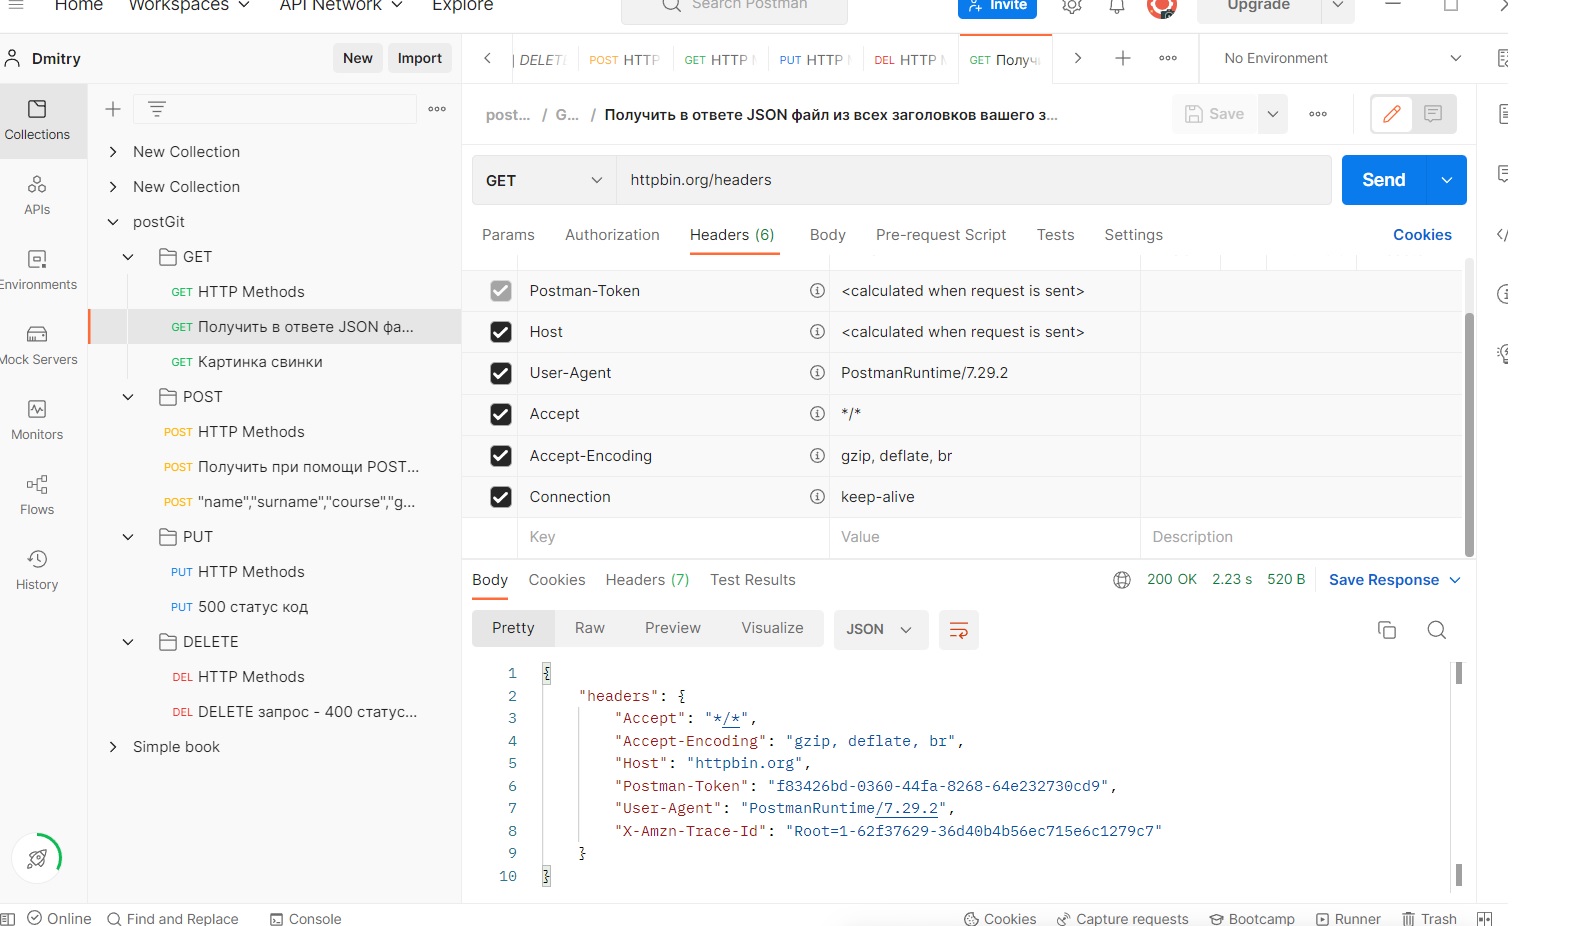 Home Workspaces API Network Explore Search Postman Invite Upgrade
Dmitry New Import
DELETE POST HTTP GET HTTP PUT HTTP DEL HTTP GET Получ No Environment
Collections
APIs
Environments
Mock Servers
Monitors
Flows
History
New Collection
New Collection
postGit
GET
GET HTTP Methods
GET Получить в ответе JSON фа...
GET Картинка свинки
POST
POST HTTP Methods
POST Получить при помощи POST...
POST "name","surname","course","g...
PUT
PUT HTTP Methods
PUT 500 статус код
DELETE
DEL HTTP Methods
DEL DELETE запрос - 400 статус...
Simple book
post... / G... / Получить в ответе JSON файл из всех заголовков вашего з... Save
GET httpbin.org/headers Send
Params Authorization Headers (6) Body Pre-request Script Tests Settings Cookies
Postman-Token <calculated when request is sent>
Host <calculated when request is sent>
User-Agent PostmanRuntime/7.29.2
Accept */*
Accept-Encoding gzip, deflate, br
Connection keep-alive
Key Value Description
Body Cookies Headers (7) Test Results 200 OK 2.23 s 520 B Save Response
Pretty Raw Preview Visualize JSON
1 {
2 "headers": {
3 "Accept": "*/*",
4 "Accept-Encoding": "gzip, deflate, br",
5 "Host": "httpbin.org",
6 "Postman-Token": "f83426bd-0360-44fa-8268-64e232730cd9",
7 "User-Agent": "PostmanRuntime/7.29.2",
8 "X-Amzn-Trace-Id": "Root=1-62f37629-36d40b4b56ec715e6c1279c7"
9 }
10 }
Online Find and Replace Console Cookies Capture requests Bootcamp Runner Trash